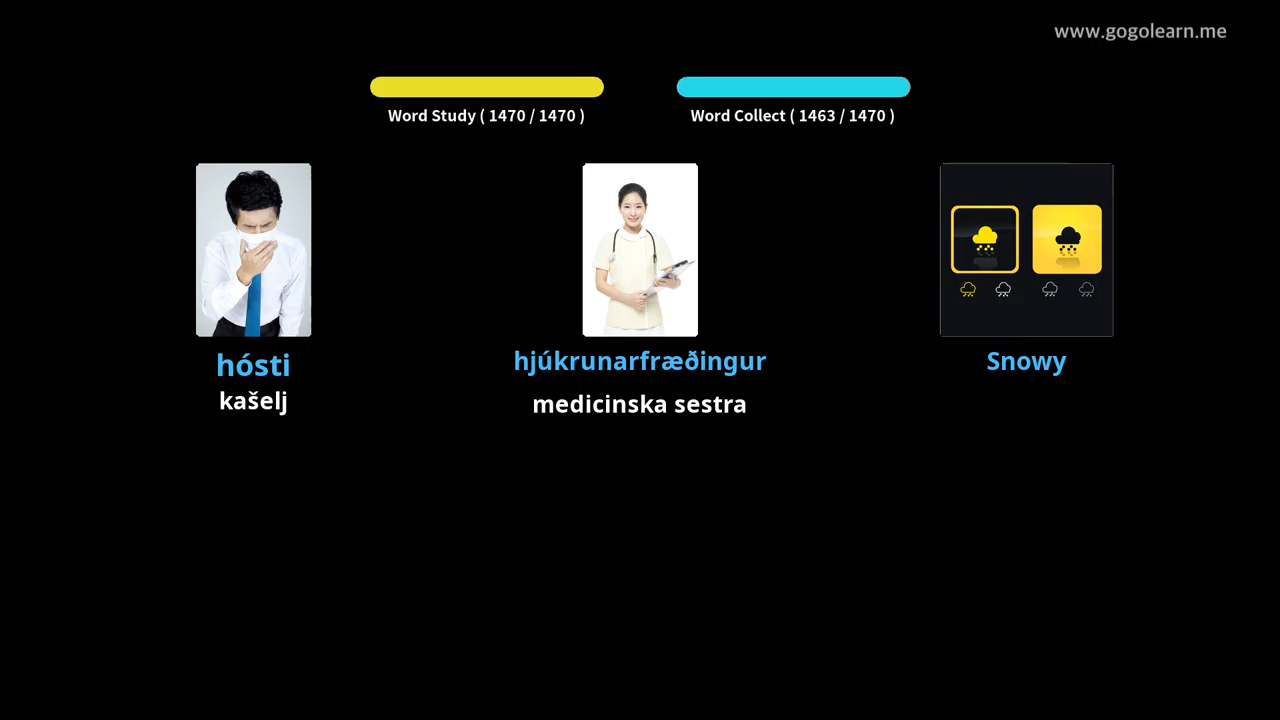 www.gogolearn.me
Word Study ( 1470 / 1470 )
Word Collect ( 1463 / 1470 )
hósti
kašelj
hjúkrunarfræðingur
medicinska sestra
Snowy